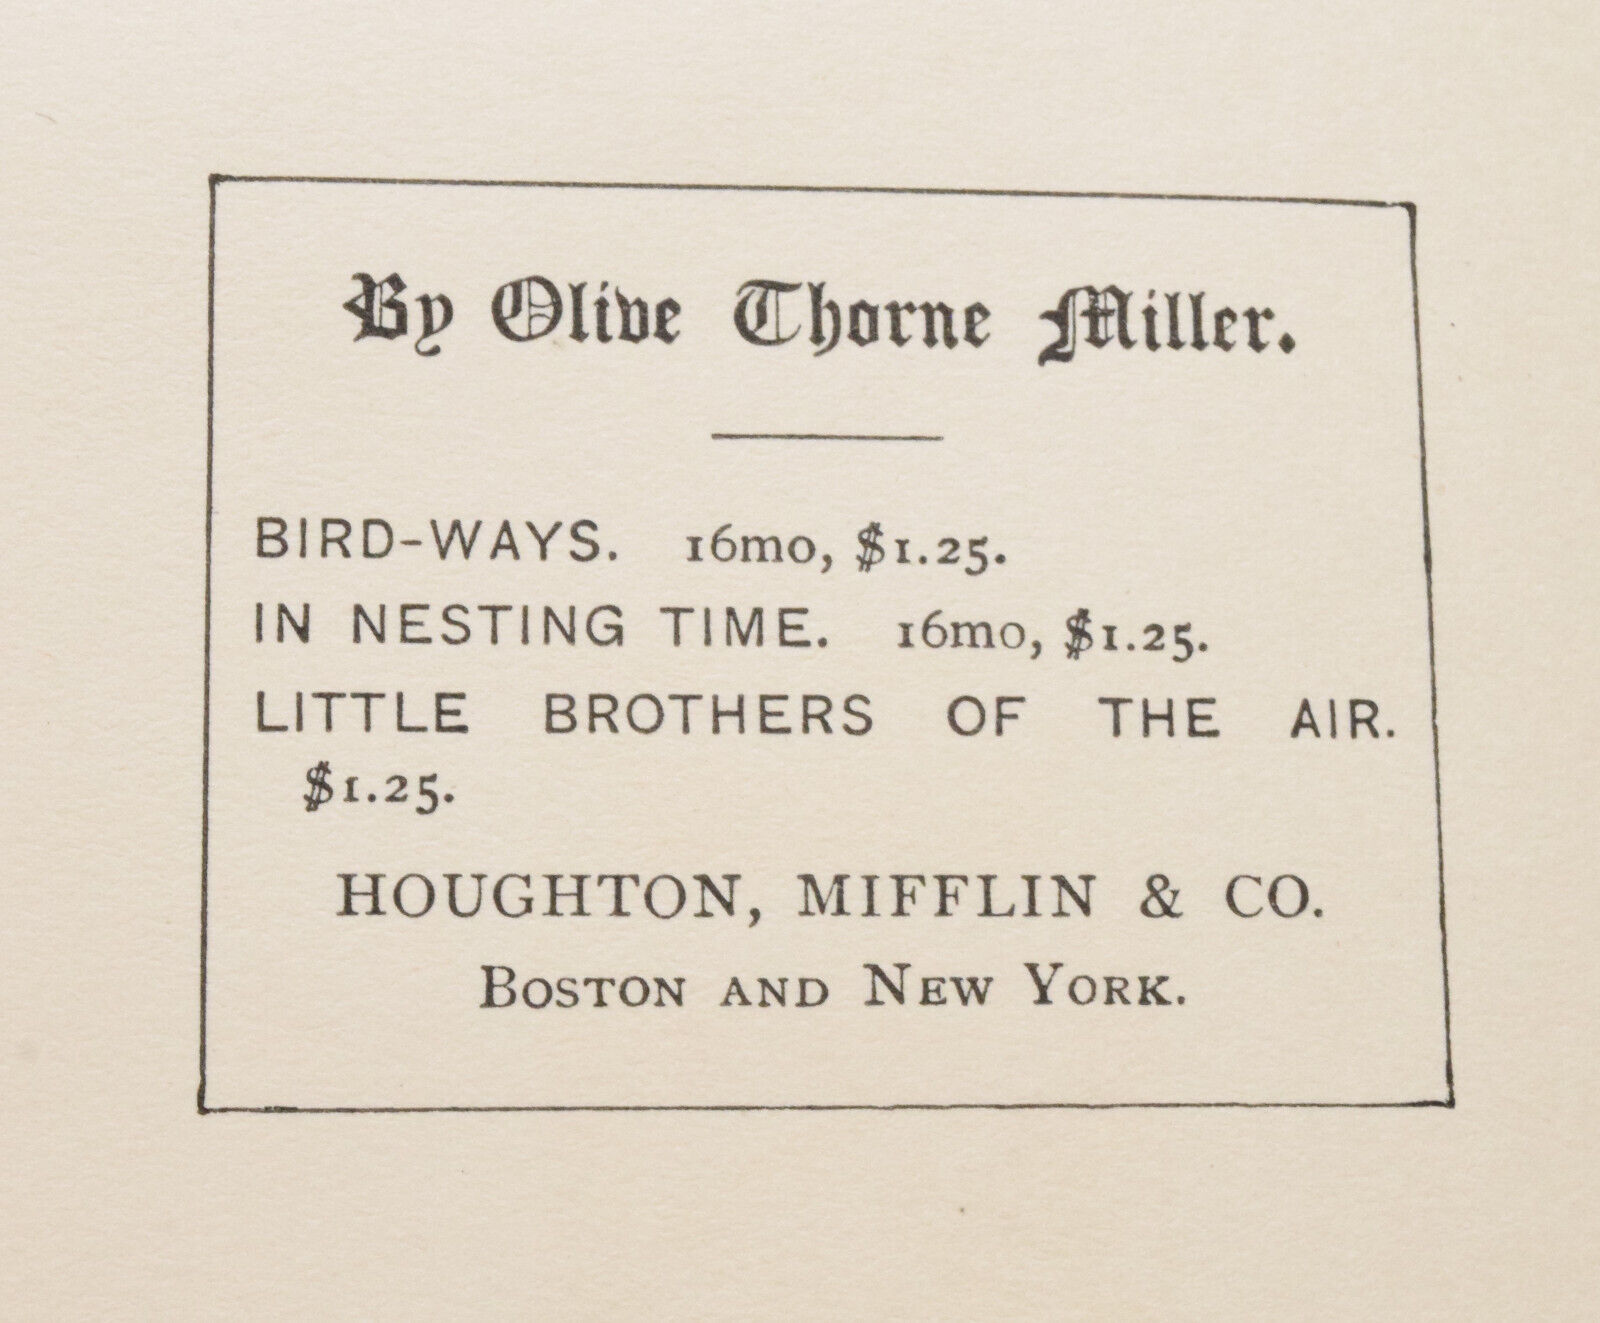 By Olive Thorne Miller.
BIRD-WAYS. 16mo, $1.25.
IN NESTING TIME. 16mo, $1.25.
LITTLE BROTHERS OF THE AIR.
$1.25.
HOUGHTON, MIFFLIN & CO.
BOSTON AND NEW YORK.